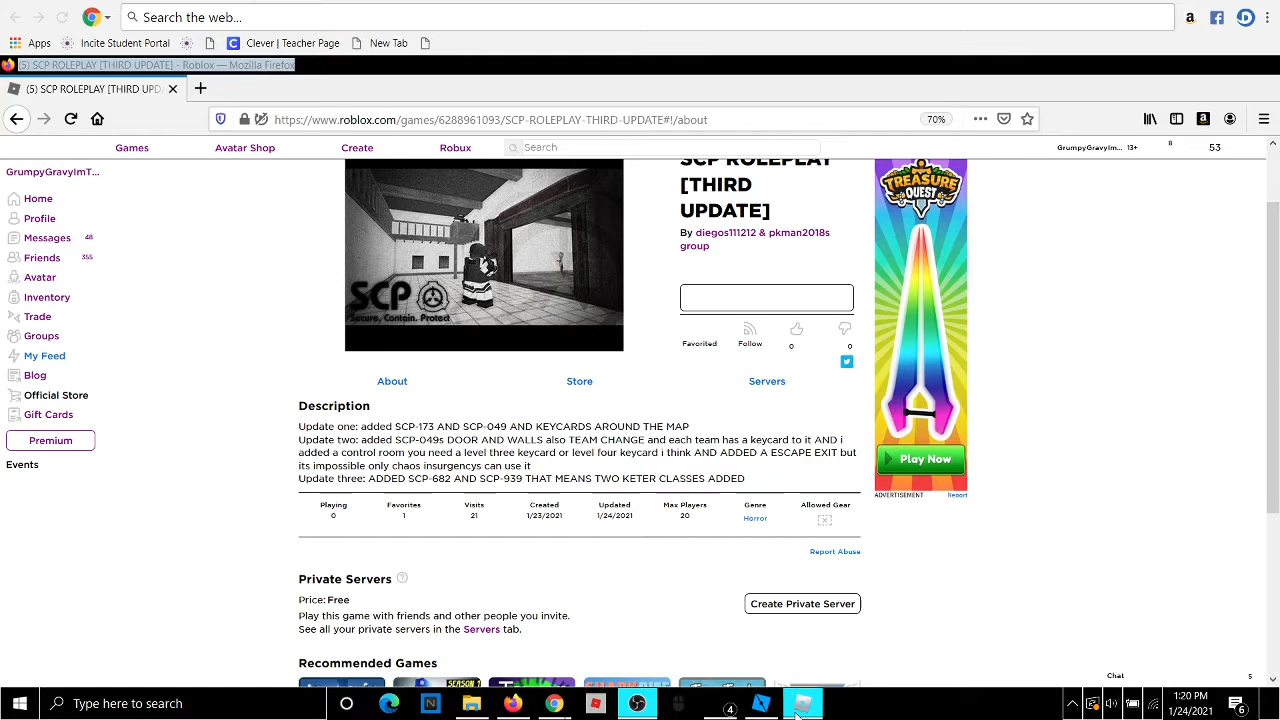 Search the web...
Apps Incite Student Portal Clever | Teacher Page New Tab
(5) SCP ROLEPLAY [THIRD UPDATE] - Roblox — Mozilla Firefox
(5) SCP ROLEPLAY [THIRD UPD
https://www.roblox.com/games/6288961093/SCP-ROLEPLAY-THIRD-UPDATE#!/about 70%
Games Avatar Shop Create Robux Search GrumpyGravyIm... 13+ 8 53
GrumpyGravyImT...
Home
Profile
Messages 48
Friends 355
Avatar
Inventory
Trade
Groups
My Feed
Blog
Official Store
Gift Cards
Premium
Events
SCP
Secure. Contain. Protect
SCP ROLEPLAY
[THIRD
UPDATE]
By diegos111212 & pkman2018s
group
Favorited Follow 0 0
About Store Servers
Description
Update one: added SCP-173 AND SCP-049 AND KEYCARDS AROUND THE MAP
Update two: added SCP-049s DOOR AND WALLS also TEAM CHANGE and each team has a keycard to it AND i
added a control room you need a level three keycard or level four keycard i think AND ADDED A ESCAPE EXIT but
its impossible only chaos insurgencys can use it
Update three: ADDED SCP-682 AND SCP-939 THAT MEANS TWO KETER CLASSES ADDED
Playing Favorites Visits Created Updated Max Players Genre Allowed Gear
0 1 21 1/23/2021 1/24/2021 20 Horror
Report Abuse
Private Servers
Price: Free
Play this game with friends and other people you invite.
See all your private servers in the Servers tab.
Create Private Server
Recommended Games
TREASURE
QUEST
Play Now
ADVERTISEMENT Report
Chat 5
Type here to search
4
1:20 PM
1/24/2021
6